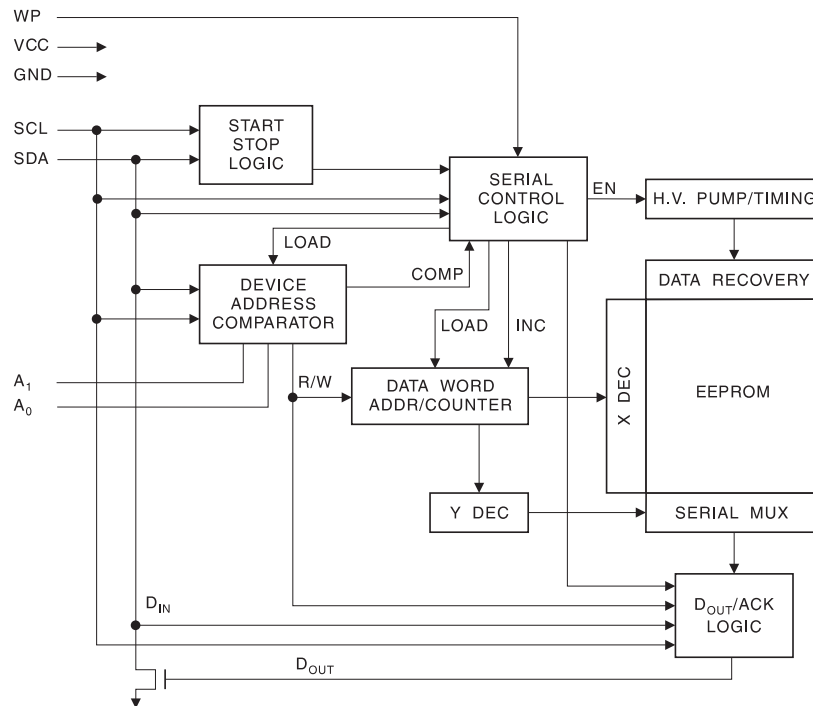 WP
VCC
GND
SCL
SDA
START
STOP
LOGIC
SERIAL
CONTROL
LOGIC
EN
H.V. PUMP/TIMING
LOAD
COMP
DEVICE
ADDRESS
COMPARATOR
LOAD
INC
DATA RECOVERY
A1
A0
R/W
DATA WORD
ADDR/COUNTER
X DEC
EEPROM
Y DEC
SERIAL MUX
DIN
DOUT/ACK
LOGIC
DOUT